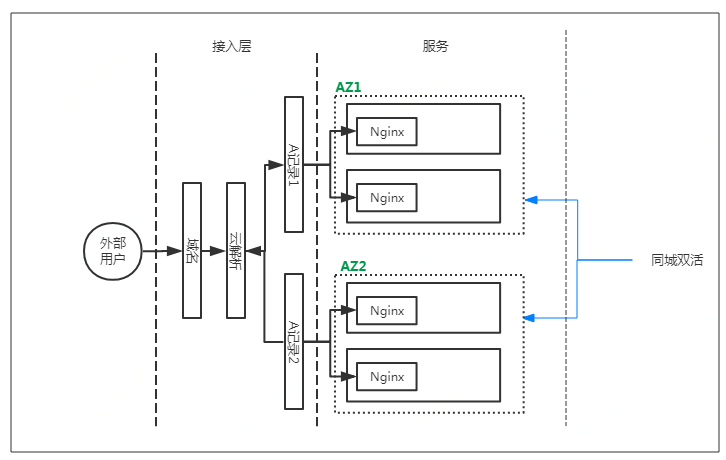 接入层
服务
AZ1
Nginx
Nginx
A记录1
外部
用户
域名
云解析
同城双活
AZ2
Nginx
Nginx
A记录2